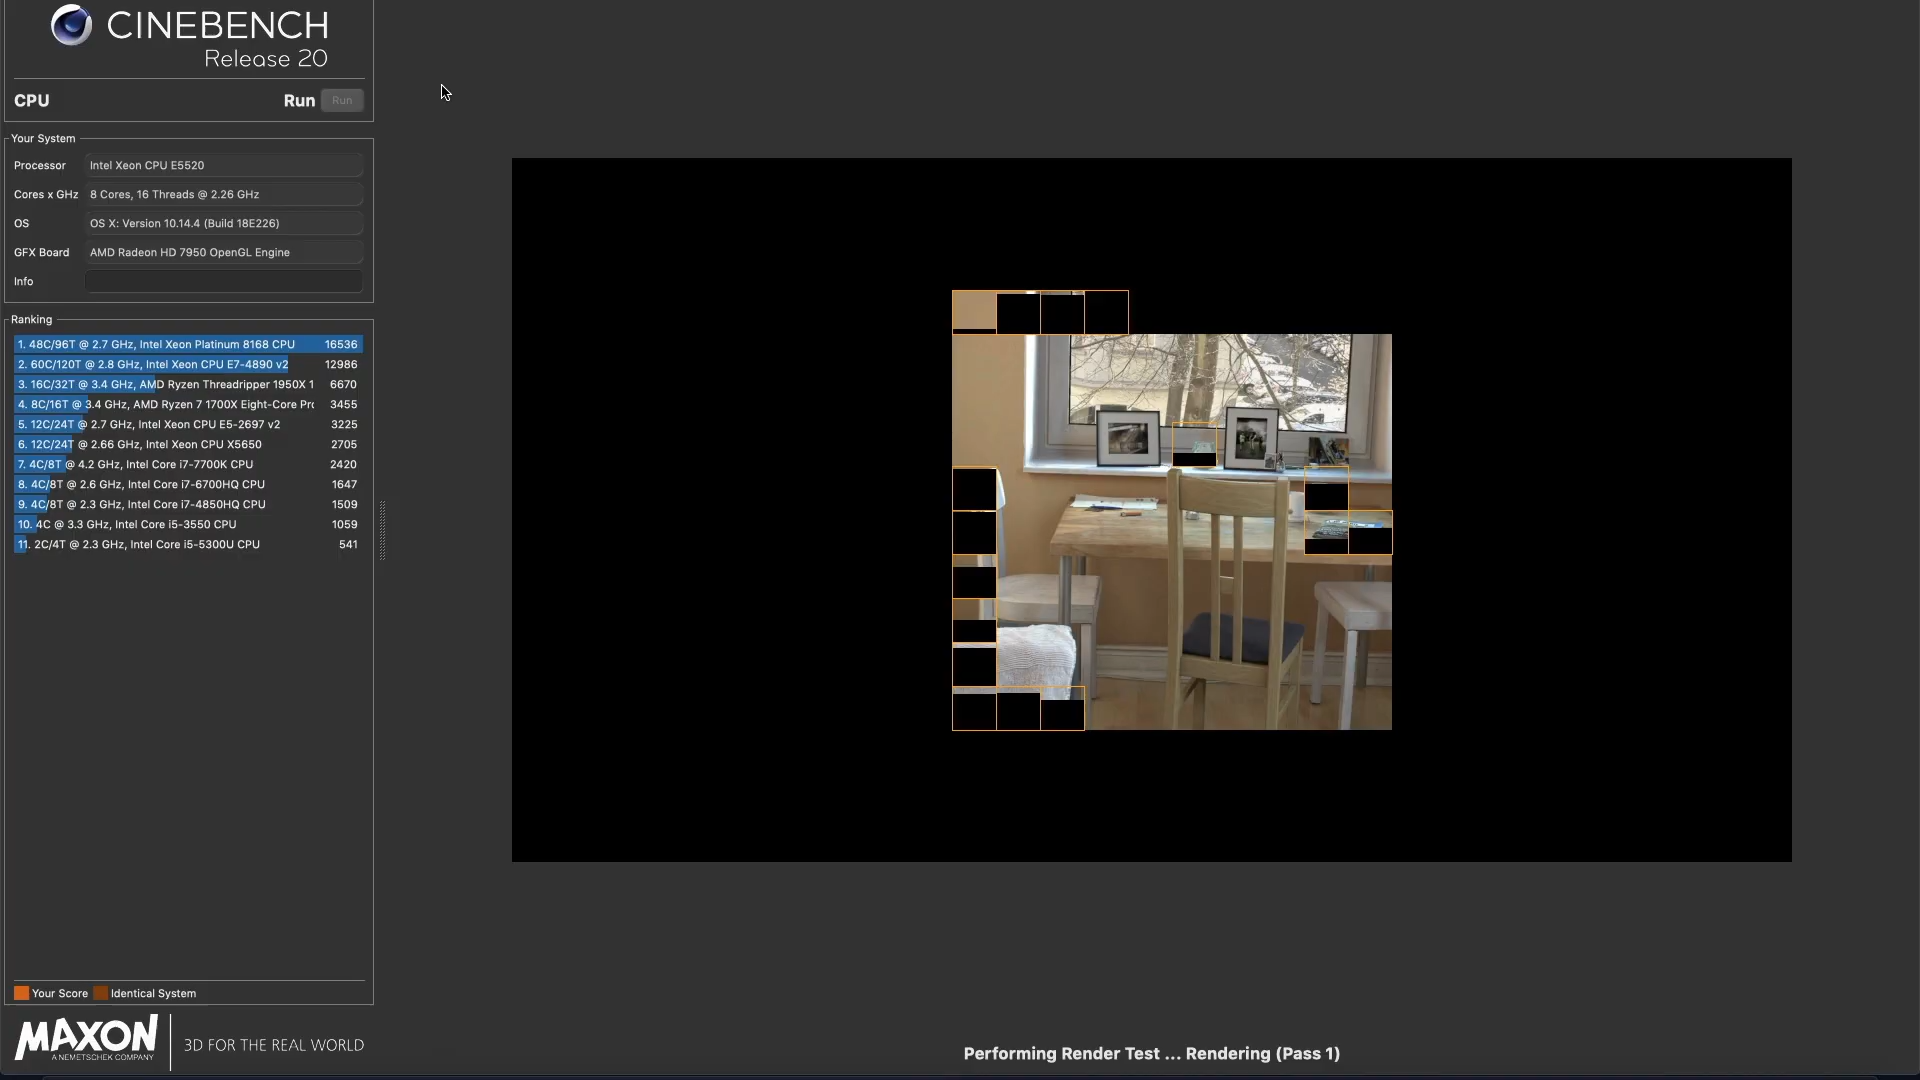 CINEBENCH
Release 20
CPU Run Run
Your System
Processor Intel Xeon CPU E5520
Cores x GHz 8 Cores, 16 Threads @ 2.26 GHz
OS OS X: Version 10.14.4 (Build 18E226)
GFX Board AMD Radeon HD 7950 OpenGL Engine
Info
Ranking
1. 48C/96T @ 2.7 GHz, Intel Xeon Platinum 8168 CPU 16536
2. 60C/120T @ 2.8 GHz, Intel Xeon CPU E7-4890 v2 12986
3. 16C/32T @ 3.4 GHz, AMD Ryzen Threadripper 1950X 1 6670
4. 8C/16T @ 3.4 GHz, AMD Ryzen 7 1700X Eight-Core Pro 3455
5. 12C/24T @ 2.7 GHz, Intel Xeon CPU E5-2697 v2 3225
6. 12C/24T @ 2.66 GHz, Intel Xeon CPU X5650 2705
7. 4C/8T @ 4.2 GHz, Intel Core i7-7700K CPU 2420
8. 4C/8T @ 2.6 GHz, Intel Core i7-6700HQ CPU 1647
9. 4C/8T @ 2.3 GHz, Intel Core i7-4850HQ CPU 1509
10. 4C @ 3.3 GHz, Intel Core i5-3550 CPU 1059
11. 2C/4T @ 2.3 GHz, Intel Core i5-5300U CPU 541
Your Score Identical System
MAXON
A NEMETSCHEK COMPANY
3D FOR THE REAL WORLD
Performing Render Test ... Rendering (Pass 1)